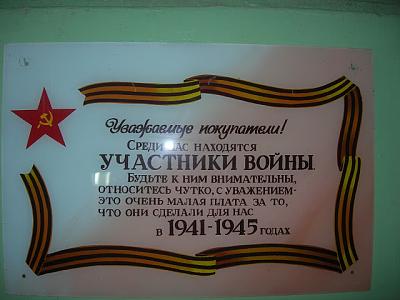 Уважаемые покупатели!
СРЕДИ ВАС НАХОДЯТСЯ
УЧАСТНИКИ ВОЙНЫ.
БУДЬТЕ К НИМ ВНИМАТЕЛЬНЫ,
ОТНОСИТЕСЬ ЧУТКО, С УВАЖЕНИЕМ-
ЭТО ОЧЕНЬ МАЛАЯ ПЛАТА ЗА ТО,
ЧТО ОНИ СДЕЛАЛИ ДЛЯ НАС
В 1941-1945 ГОДАХ